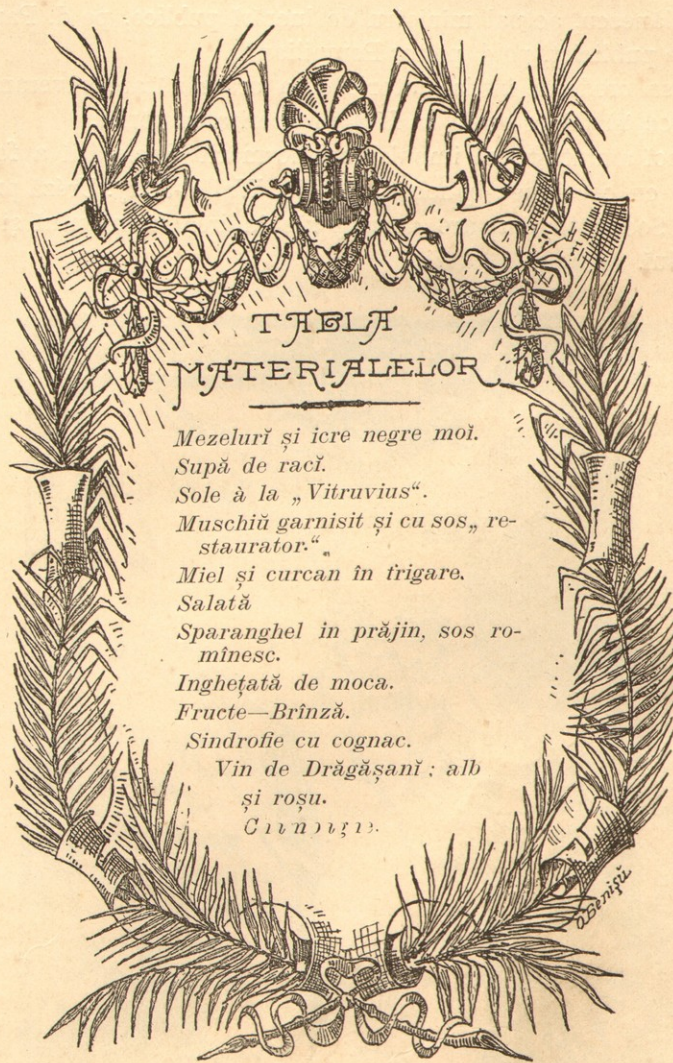 TABLA
MATERIALELOR
Mezelurĭ și icre negre moĭ.
Supă de racĭ.
Sole à la „Vitruvius“.
Muschiŭ garnisit și cu sos„ re-
staurator.“„
Miel și curcan în frigare.
Salată
Sparanghel in prăjin, sos ro-
mînesc.
Inghețată de moca.
Fructe—Brînză.
Sindrofie cu cognac.
Vin de Drăgășanĭ ; alb
și roșu.